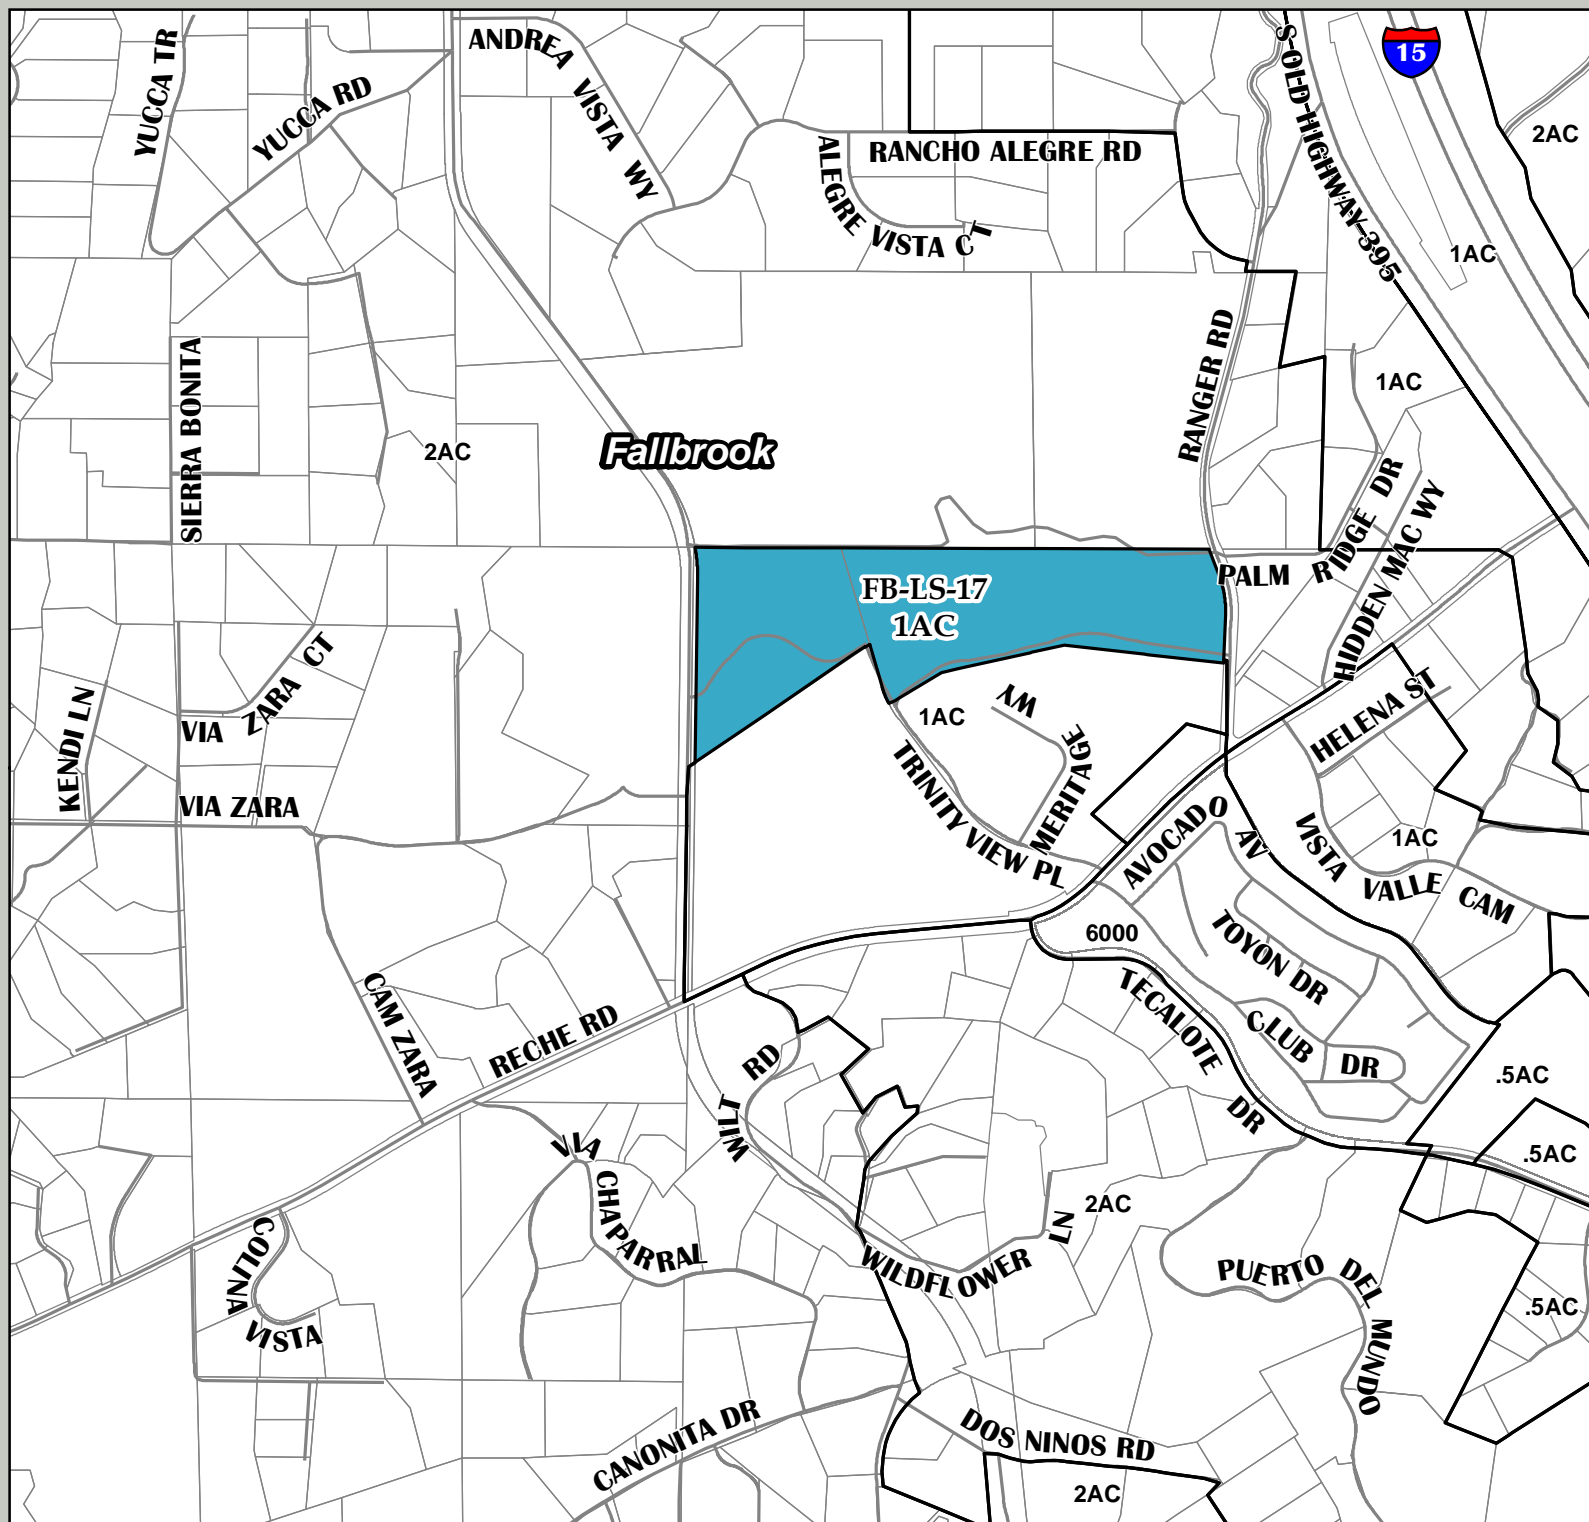 YUCCA TR
YUCCA RD
ANDREA VISTA WY
RANCHO ALEGRE RD
ALEGRE VISTA CT
S OLD HIGHWAY 395
15
2AC
1AC
SIERRA BONITA
2AC
Fallbrook
RANGER RD
1AC
PALM RIDGE DR
HIDDEN MAC WY
FB-LS-17
1AC
KENDI LN
VIA ZARA CT
VIA ZARA
1AC
MERITAGE WY
TRINITY VIEW PL
HELENA ST
AVOCADO AV
VISTA VALLE CAM
1AC
6000
TOYON DR
TECALOTE DR
CLUB DR
CAM ZARA
RECHE RD
WILT RD
.5AC
.5AC
VIA CHAPARRAL
COLINA VISTA
2AC
WILDFLOWER LN
PUERTO DEL MUNDO
.5AC
CANONITA DR
DOS NINOS RD
2AC